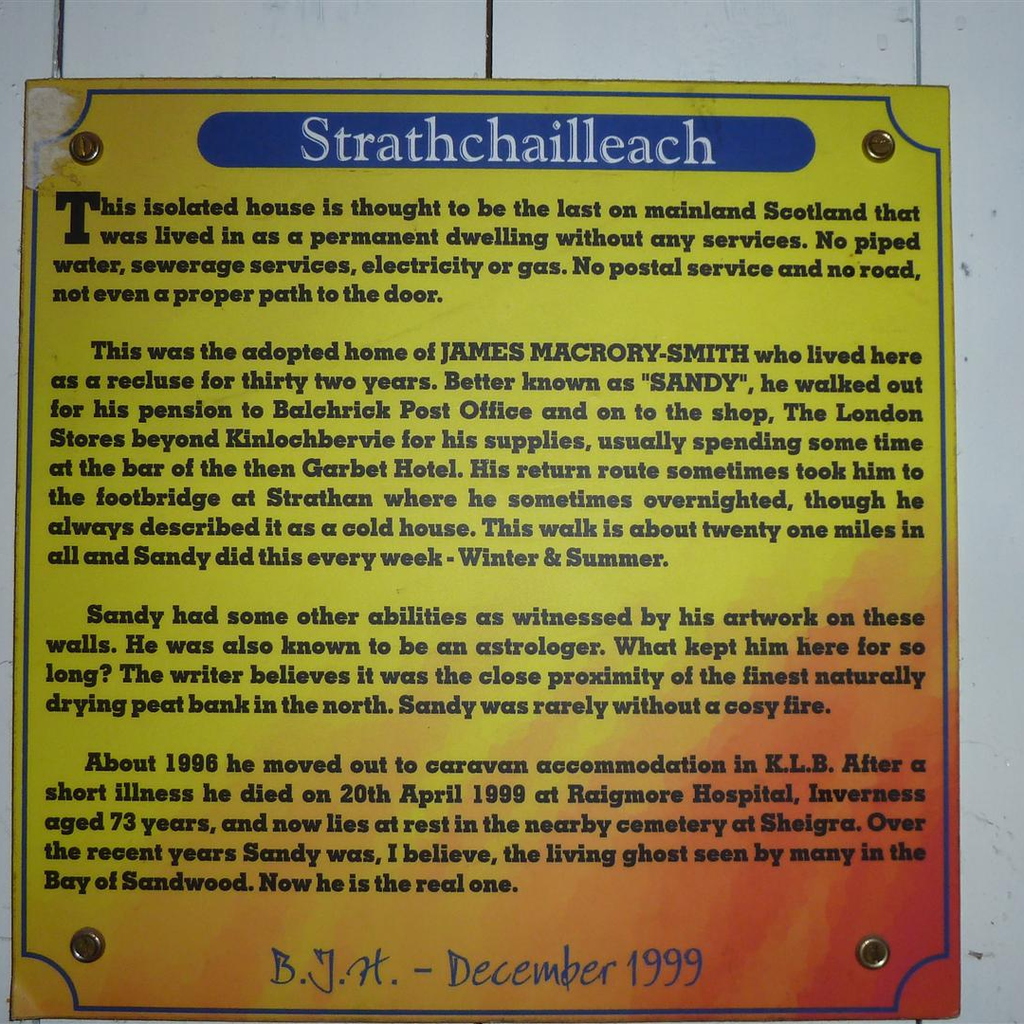 Strathchailleach
This isolated house is thought to be the last on mainland Scotland that
was lived in as a permanent dwelling without any services. No piped
water, sewerage services, electricity or gas. No postal service and no road,
not even a proper path to the door.
This was the adopted home of JAMES MACRORY-SMITH who lived here
as a recluse for thirty two years. Better known as "SANDY", he walked out
for his pension to Balchrick Post Office and on to the shop, The London
Stores beyond Kinlochbervie for his supplies, usually spending some time
at the bar of the then Garbet Hotel. His return route sometimes took him to
the footbridge at Strathan where he sometimes overnighted, though he
always described it as a cold house. This walk is about twenty one miles in
all and Sandy did this every week - Winter & Summer.
Sandy had some other abilities as witnessed by his artwork on these
walls. He was also known to be an astrologer. What kept him here for so
long? The writer believes it was the close proximity of the finest naturally
drying peat bank in the north. Sandy was rarely without a cosy fire.
About 1996 he moved out to caravan accommodation in K.L.B. After a
short illness he died on 20th April 1999 at Raigmore Hospital, Inverness
aged 73 years, and now lies at rest in the nearby cemetery at Sheigra. Over
the recent years Sandy was, I believe, the living ghost seen by many in the
Bay of Sandwood. Now he is the real one.
B.J.H. - December 1999